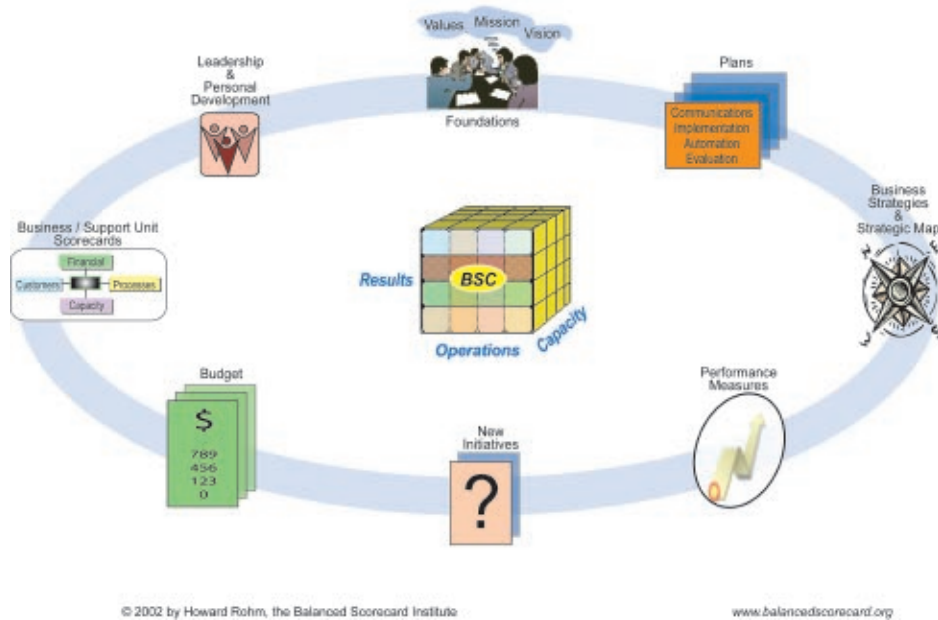 Values
Mission
Vision
Foundations
Plans
Communications
Implementation
Automation
Evaluation
Business
Strategies
&
Strategic Map
Performance
Measures
New
Initiatives
?
Budget
$
789
456
123
0
Business / Support Unit
Scorecards
Financial
Customers
Processes
Capacity
Leadership
&
Personal
Development
Results
BSC
Operations
Capacity
N
E
S
W
© 2002 by Howard Rohm, the Balanced Scorecard Institute
www.balancedscorecard.org